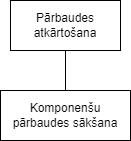 Pārbaudes
atkārtošana
Komponenšu
pārbaudes sākšana